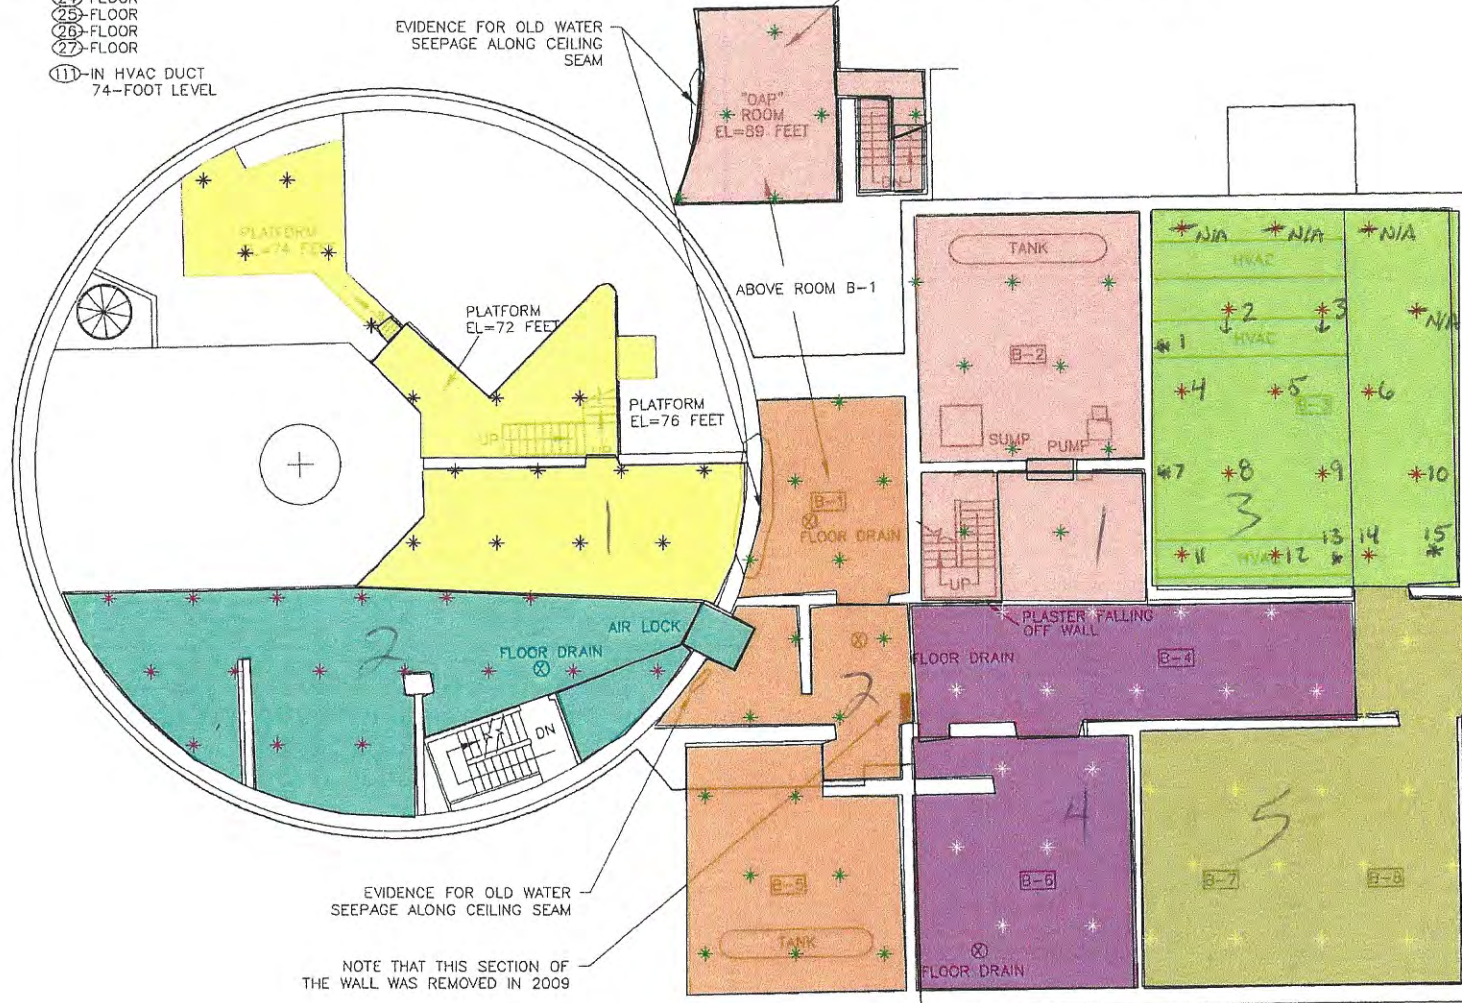 25-FLOOR
26-FLOOR
27-FLOOR
111-IN HVAC DUCT
74-FOOT LEVEL
EVIDENCE FOR OLD WATER
SEEPAGE ALONG CEILING
SEAM
"OAP"
ROOM
EL=89 FEET
DN
ABOVE ROOM B-1
PLATFORM
EL=74 FEET
PLATFORM
EL=72 FEET
PLATFORM
EL=76 FEET
UP
UP
1
TANK
B-2
SUMP
PUMP
UP
1
N/A
N/A
N/A
HVAC
2
3
N/A
HVAC
1
4
5
6
7
8
9
10
3
11
HVAC
12
13
14
15
B-1
FLOOR DRAIN
AIR LOCK
FLOOR DRAIN
2
DN
2
PLASTER FALLING
OFF WALL
FLOOR DRAIN
B-4
B-5
TANK
4
B-6
FLOOR DRAIN
5
B-7
B-8
EVIDENCE FOR OLD WATER
SEEPAGE ALONG CEILING SEAM
NOTE THAT THIS SECTION OF
THE WALL WAS REMOVED IN 2009